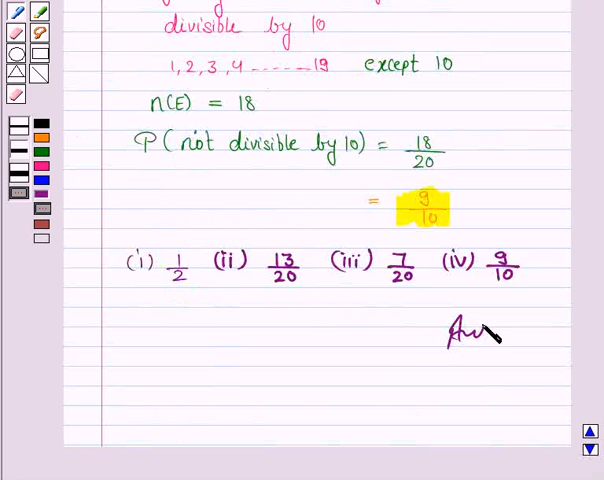 divisible by 10
1, 2, 3, 4 ........ 19 except 10
n(E) = 18
P(not divisible by 10) = 18/20
= 9/10
(i) 1/2 (ii) 13/20 (iii) 7/20 (iv) 9/10